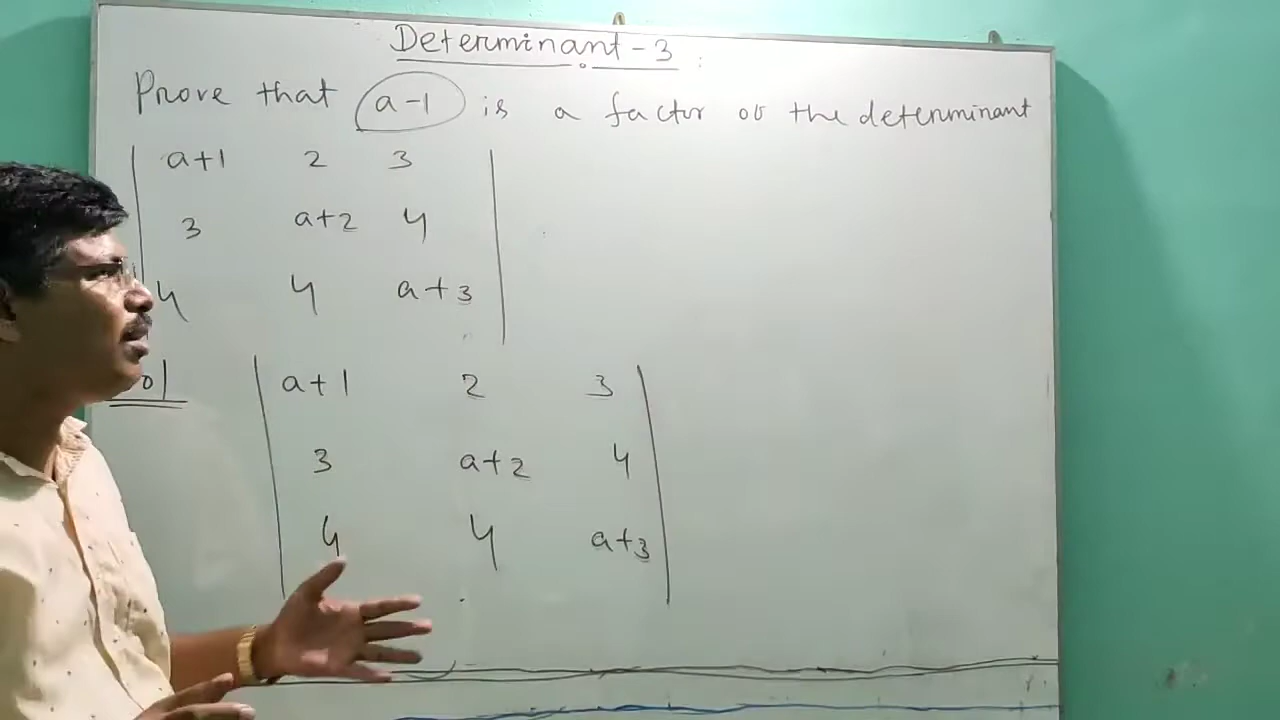 Determinant-3:
Prove that a-1 is a factor of the determinant
a+1 2 3
3 a+2 4
4 4 a+3
a+1 2 3
3 a+2 4
4 4 a+3